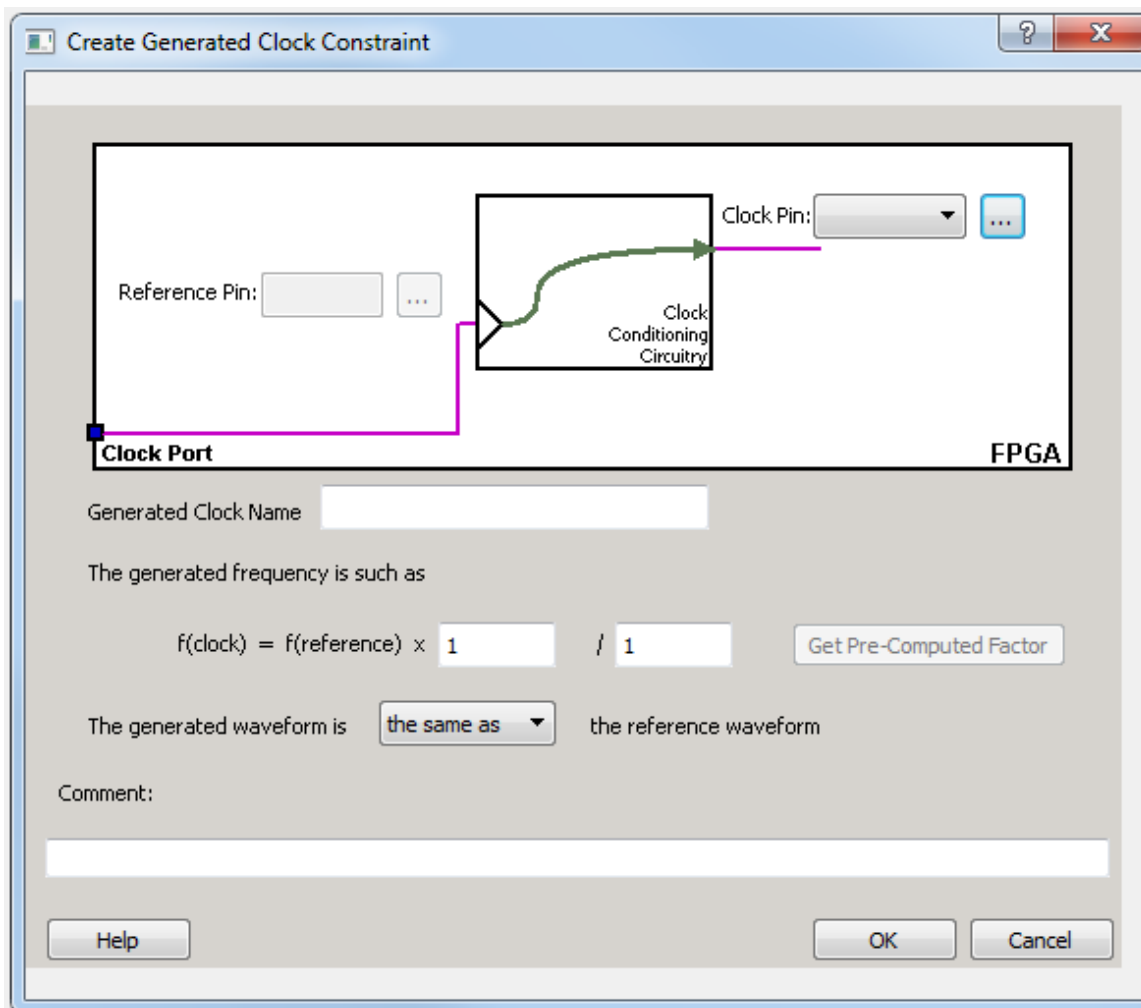 Create Generated Clock Constraint
?
Clock Pin:
...
Reference Pin:
...
Clock
Conditioning
Circuitry
Clock Port
FPGA
Generated Clock Name
The generated frequency is such as
f(clock) = f(reference) x 1 / 1 Get Pre-Computed Factor
The generated waveform is the same as the reference waveform
Comment:
Help OK Cancel